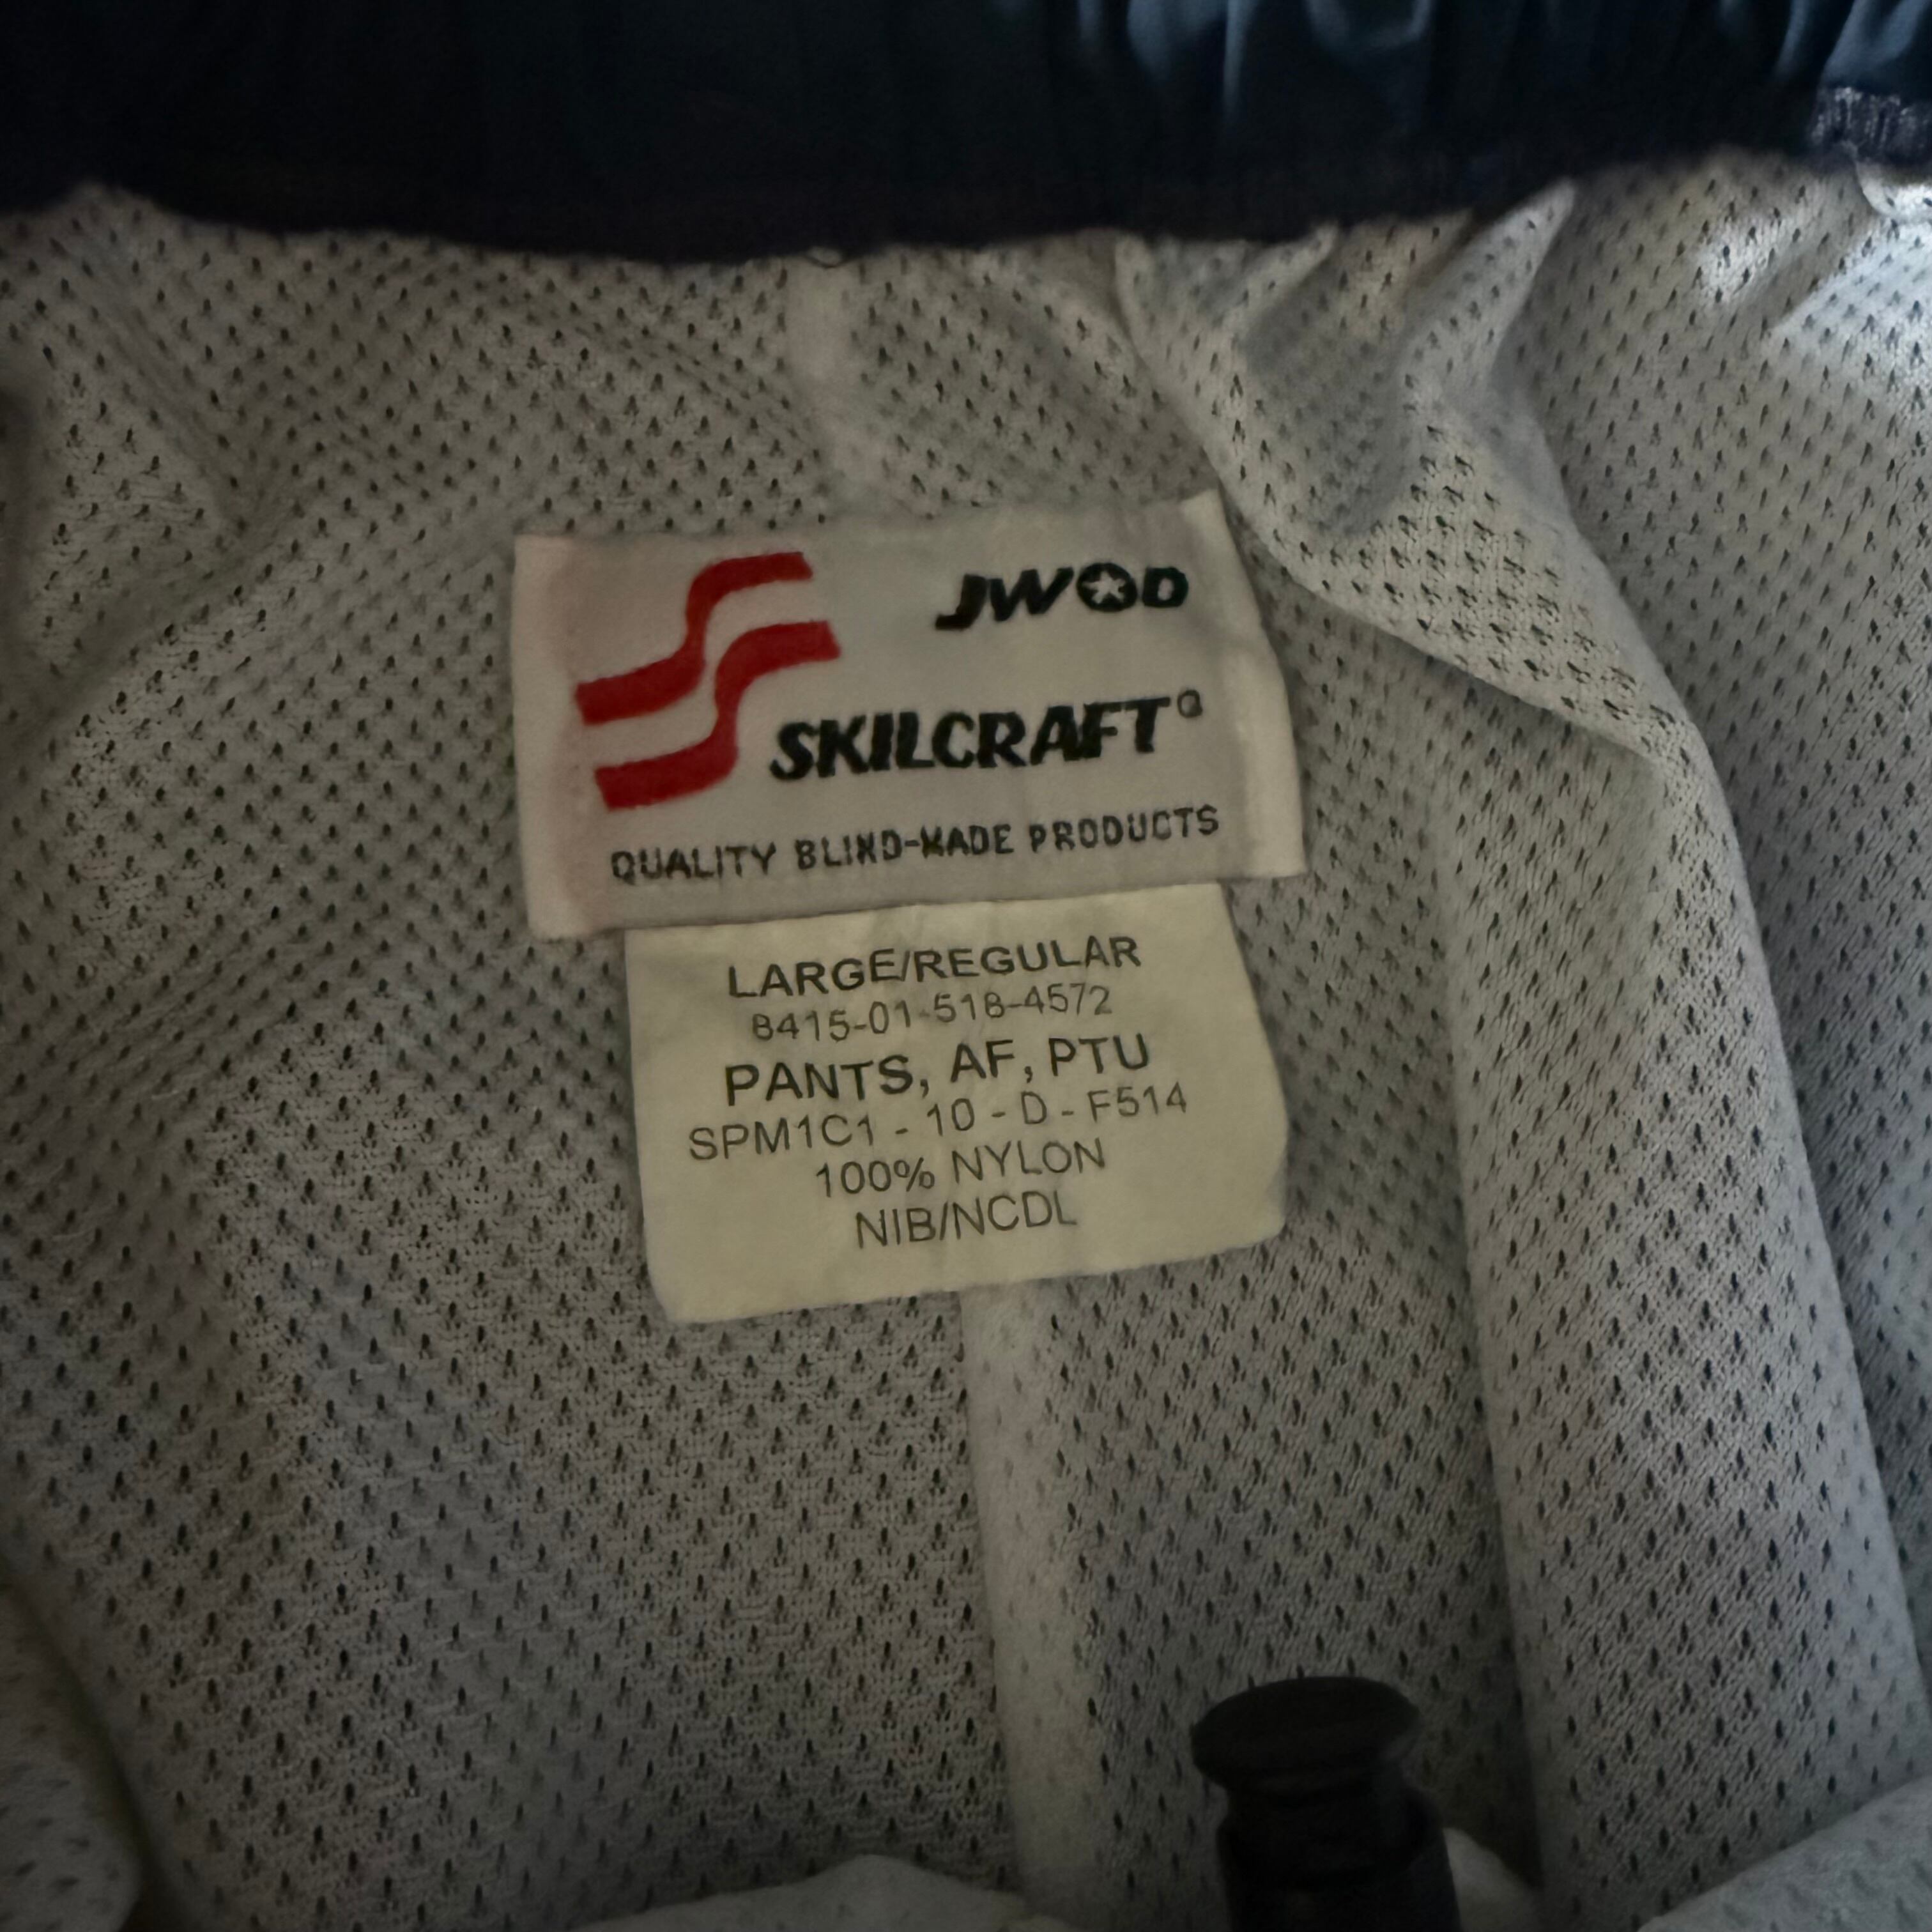 JWOD
SKILCRAFT®
QUALITY BLIND-MADE PRODUCTS
LARGE/REGULAR
8415-01-518-4572
PANTS, AF, PTU
SPM1C1 - 10 - D - F514
100% NYLON
NIB/NCDL